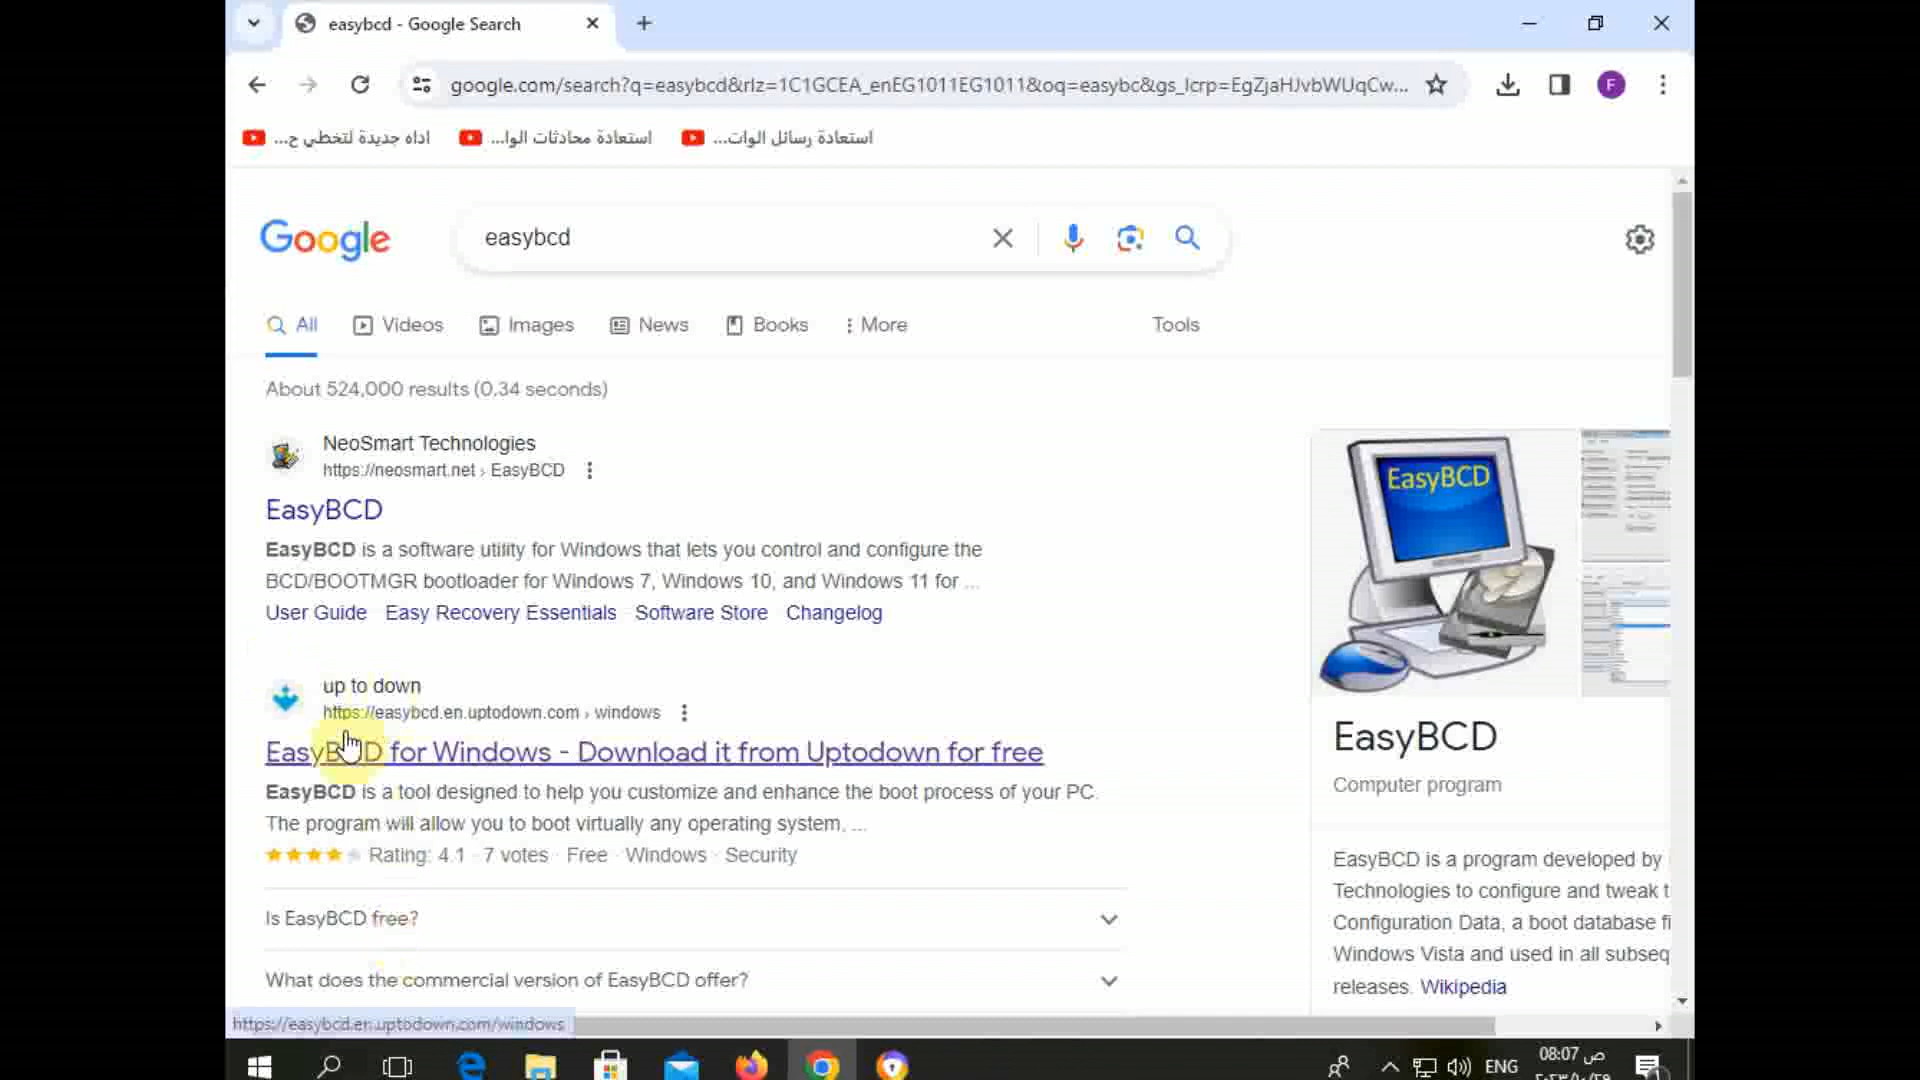 easybcd - Google Search
google.com/search?q=easybcd&rlz=1C1GCEA_enEG1011EG1011&oq=easybc&gs_lcrp=EgZjaHJvbWUqCw...
F
اداه جديدة لتخطي ح...
استعادة محادثات الوا...
استعادة رسائل الوات...
Google
easybcd
All
Videos
Images
News
Books
More
Tools
About 524,000 results (0.34 seconds)
NeoSmart Technologies
https://neosmart.net › EasyBCD
EasyBCD
EasyBCD is a software utility for Windows that lets you control and configure the
BCD/BOOTMGR bootloader for Windows 7, Windows 10, and Windows 11 for ...
User Guide · Easy Recovery Essentials · Software Store · Changelog
up to down
https://easybcd.en.uptodown.com › windows
EasyBCD for Windows - Download it from Uptodown for free
EasyBCD is a tool designed to help you customize and enhance the boot process of your PC.
The program will allow you to boot virtually any operating system, ...
Rating: 4.1 · 7 votes · Free · Windows · Security
Is EasyBCD free?
What does the commercial version of EasyBCD offer?
EasyBCD
EasyBCD
Computer program
EasyBCD is a program developed by
Technologies to configure and tweak t
Configuration Data, a boot database fi
Windows Vista and used in all subseq
releases. Wikipedia
https://easybcd.en.uptodown.com/windows
ENG
08:07 ص